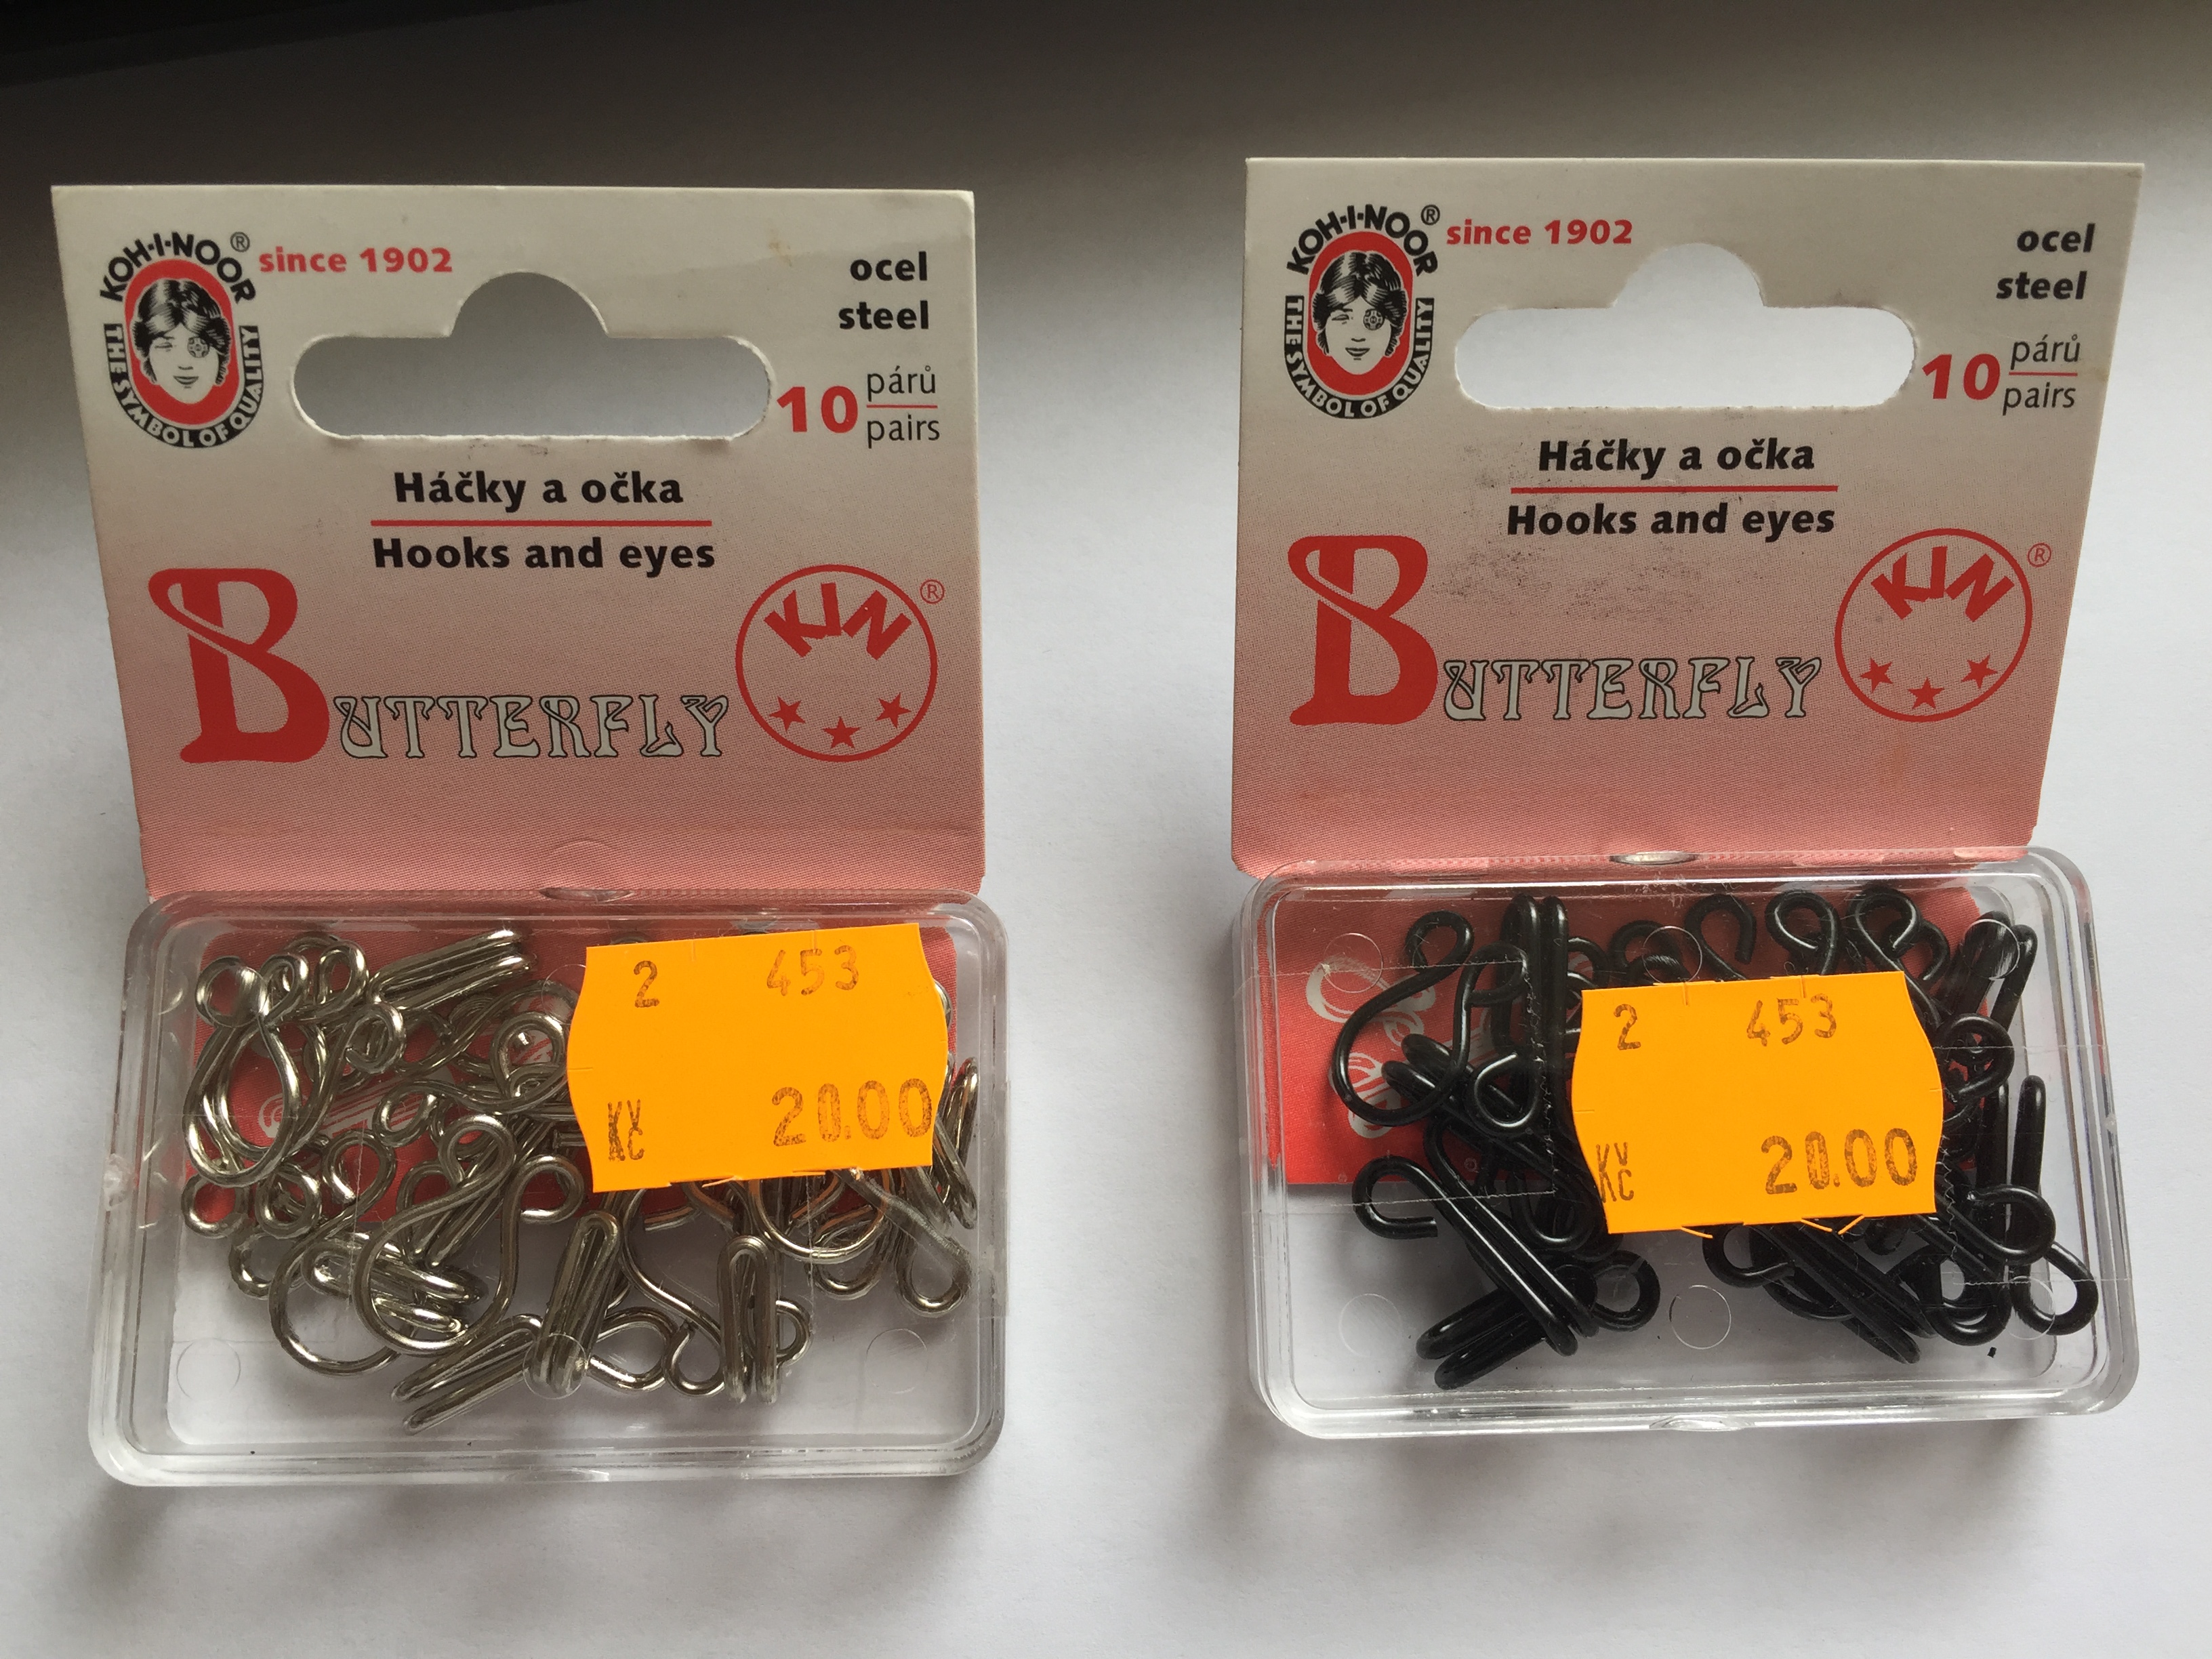 KOH-I-NOOR®
THE SYMBOL OF QUALITY
since 1902
ocel
steel
10 párů
pairs
Háčky a očka
Hooks and eyes
BUTTERFLY
KIN®
2 453
Kč 20.00
KOH-I-NOOR®
THE SYMBOL OF QUALITY
since 1902
ocel
steel
10 párů
pairs
Háčky a očka
Hooks and eyes
BUTTERFLY
KIN®
2 453
Kč 20.00